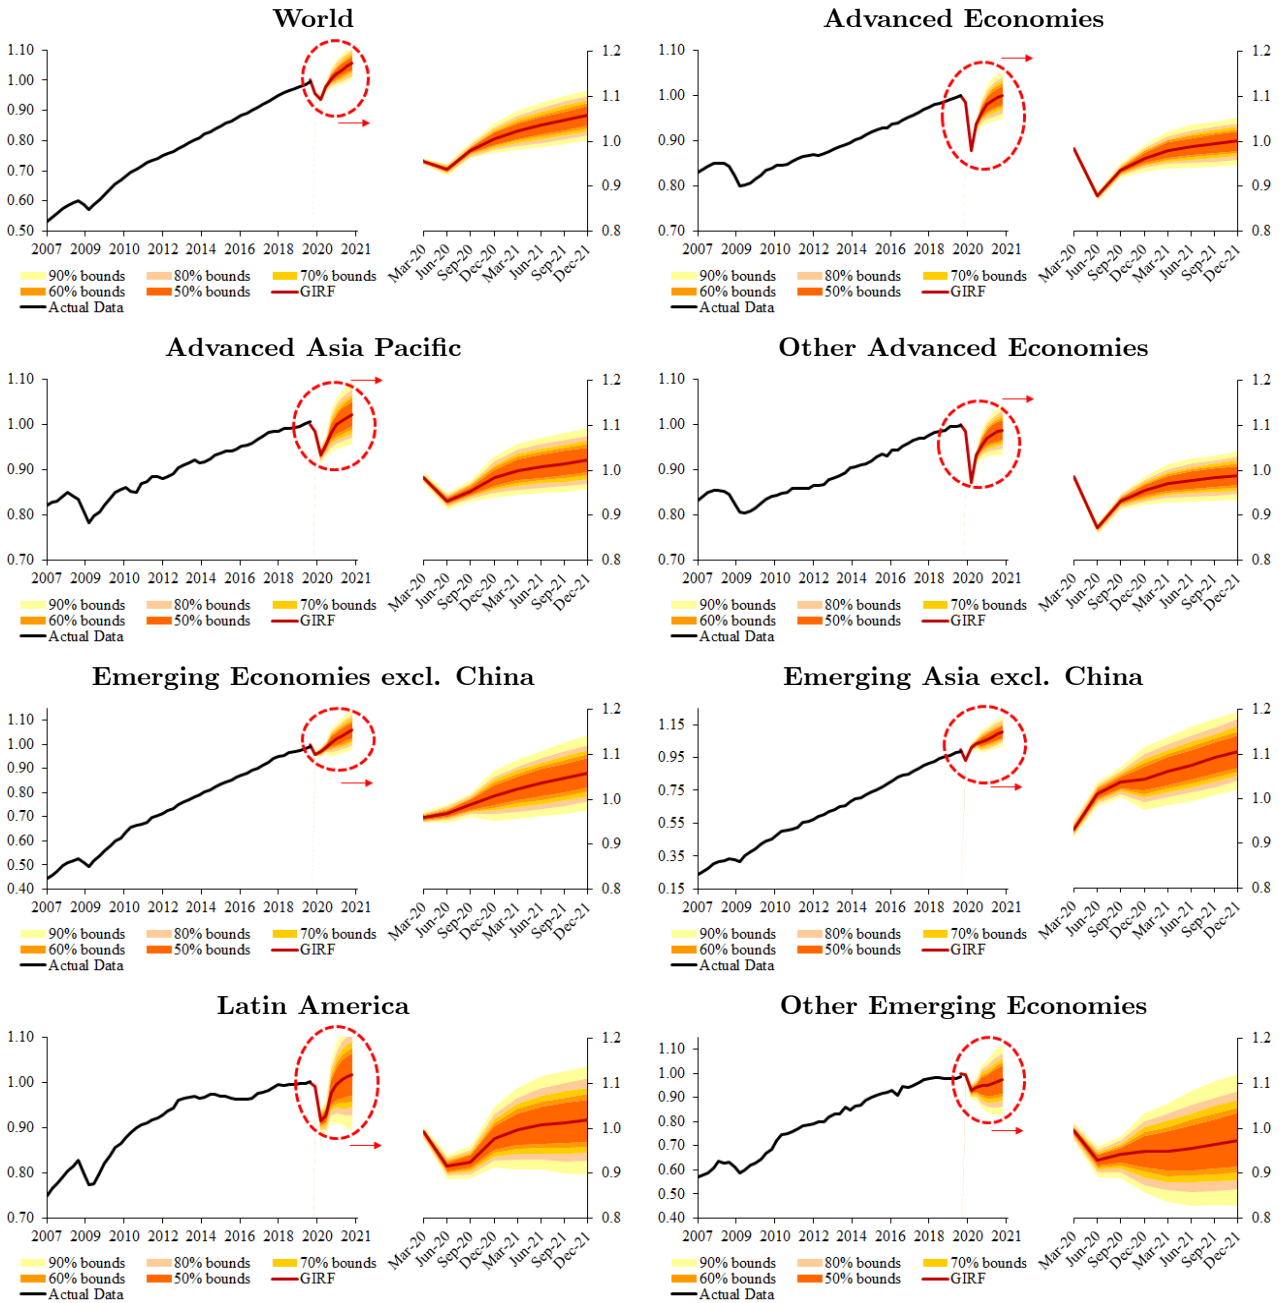 World
1.10
1.00
0.90
0.80
0.70
0.60
0.50
2007 2009 2010 2012 2014 2016 2018 2020 2021
1.2
1.1
1.0
0.9
0.8
Mar-20 Jun-20 Sep-20 Dec-20 Mar-21 Jun-21 Sep-21 Dec-21
90% bounds 80% bounds 70% bounds
60% bounds 50% bounds GIRF
Actual Data
Advanced Economies
1.10
1.00
0.90
0.80
0.70
2007 2009 2010 2012 2014 2016 2018 2020 2021
1.2
1.1
1.0
0.9
0.8
Mar-20 Jun-20 Sep-20 Dec-20 Mar-21 Jun-21 Sep-21 Dec-21
90% bounds 80% bounds 70% bounds
60% bounds 50% bounds GIRF
Actual Data
Advanced Asia Pacific
1.10
1.00
0.90
0.80
0.70
2007 2009 2010 2012 2014 2016 2018 2020 2021
1.2
1.1
1.0
0.9
0.8
Mar-20 Jun-20 Sep-20 Dec-20 Mar-21 Jun-21 Sep-21 Dec-21
90% bounds 80% bounds 70% bounds
60% bounds 50% bounds GIRF
Actual Data
Other Advanced Economies
1.10
1.00
0.90
0.80
0.70
2007 2009 2010 2012 2014 2016 2018 2020 2021
1.2
1.1
1.0
0.9
0.8
Mar-20 Jun-20 Sep-20 Dec-20 Mar-21 Jun-21 Sep-21 Dec-21
90% bounds 80% bounds 70% bounds
60% bounds 50% bounds GIRF
Actual Data
Emerging Economies excl. China
1.10
1.00
0.90
0.80
0.70
0.60
0.50
0.40
2007 2009 2010 2012 2014 2016 2018 2020 2021
1.2
1.1
1.0
0.9
0.8
Mar-20 Jun-20 Sep-20 Dec-20 Mar-21 Jun-21 Sep-21 Dec-21
90% bounds 80% bounds 70% bounds
60% bounds 50% bounds GIRF
Actual Data
Emerging Asia excl. China
1.15
0.95
0.75
0.55
0.35
0.15
2007 2009 2010 2012 2014 2016 2018 2020 2021
1.2
1.1
1.0
0.9
0.8
Mar-20 Jun-20 Sep-20 Dec-20 Mar-21 Jun-21 Sep-21 Dec-21
90% bounds 80% bounds 70% bounds
60% bounds 50% bounds GIRF
Actual Data
Latin America
1.10
1.00
0.90
0.80
0.70
2007 2009 2010 2012 2014 2016 2018 2020 2021
1.2
1.1
1.0
0.9
0.8
Mar-20 Jun-20 Sep-20 Dec-20 Mar-21 Jun-21 Sep-21 Dec-21
90% bounds 80% bounds 70% bounds
60% bounds 50% bounds GIRF
Actual Data
Other Emerging Economies
1.10
1.00
0.90
0.80
0.70
0.60
0.50
0.40
2007 2009 2010 2012 2014 2016 2018 2020 2021
1.2
1.1
1.0
0.9
0.8
Mar-20 Jun-20 Sep-20 Dec-20 Mar-21 Jun-21 Sep-21 Dec-21
90% bounds 80% bounds 70% bounds
60% bounds 50% bounds GIRF
Actual Data